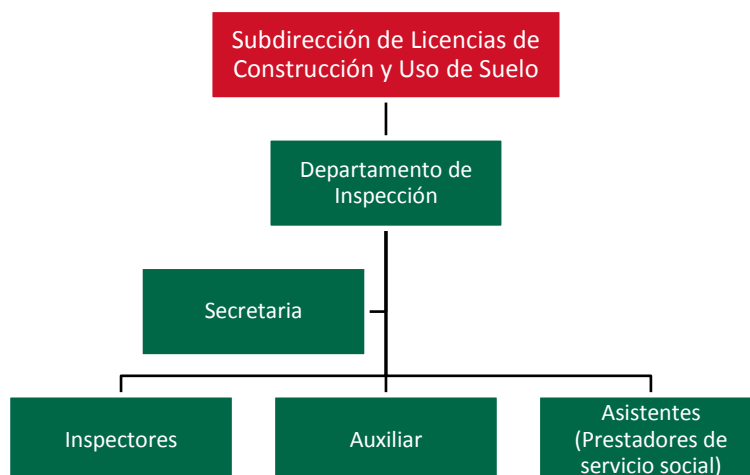 Subdirección de Licencias de
Construcción y Uso de Suelo
Departamento de
Inspección
Secretaria
Inspectores
Auxiliar
Asistentes
(Prestadores de
servicio social)